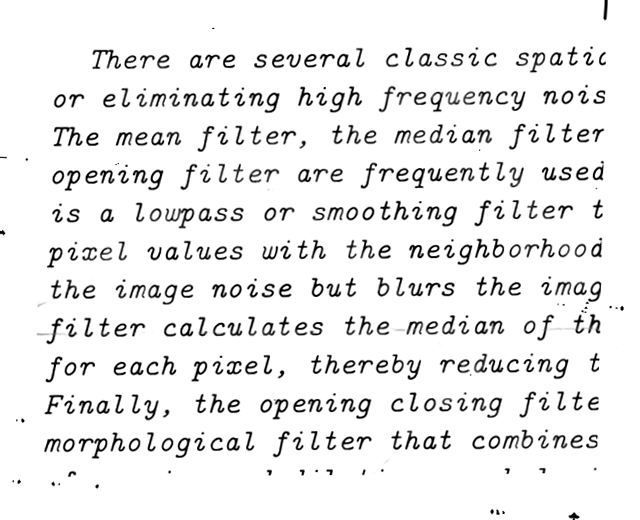 There are several classic spatic
or eliminating high frequency nois
The mean filter, the median filter
opening filter are frequently used
is a lowpass or smoothing filter t
pixel values with the neighborhood
the image noise but blurs the imag
filter calculates the median of th
for each pixel, thereby reducing t
Finally, the opening closing filte
morphological filter that combines